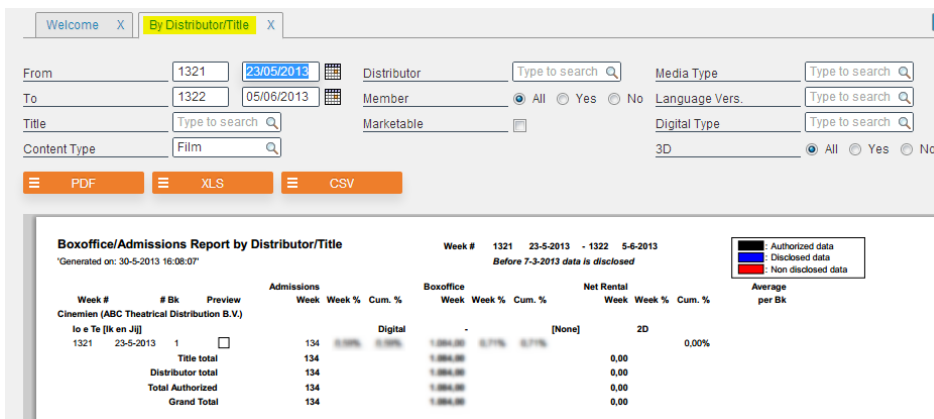 Welcome X By Distributor/Title X
From 1321 23/05/2013 Distributor Type to search Media Type Type to search
To 1322 05/06/2013 Member All Yes No Language Vers. Type to search
Title Type to search Marketable Digital Type Type to search
Content Type Film 3D All Yes No
PDF XLS CSV
Boxoffice/Admissions Report by Distributor/Title Week # 1321 23-5-2013 - 1322 5-6-2013 : Authorized data
"Generated on: 30-5-2013 16:08:07" Before 7-3-2013 data is disclosed : Disclosed data
: Non disclosed data
Admissions Boxoffice Net Rental Average
Week # # Bk Preview Week Week % Cum. % Week Week % Cum. % Week Week % Cum. % per Bk
Cinemien (ABC Theatrical Distribution B.V.)
Io e Te [Ik en Jij] Digital - [None] 2D
1321 23-5-2013 1 134 0,00%
Title total 134 0,00
Distributor total 134 0,00
Total Authorized 134 0,00
Grand Total 134 0,00